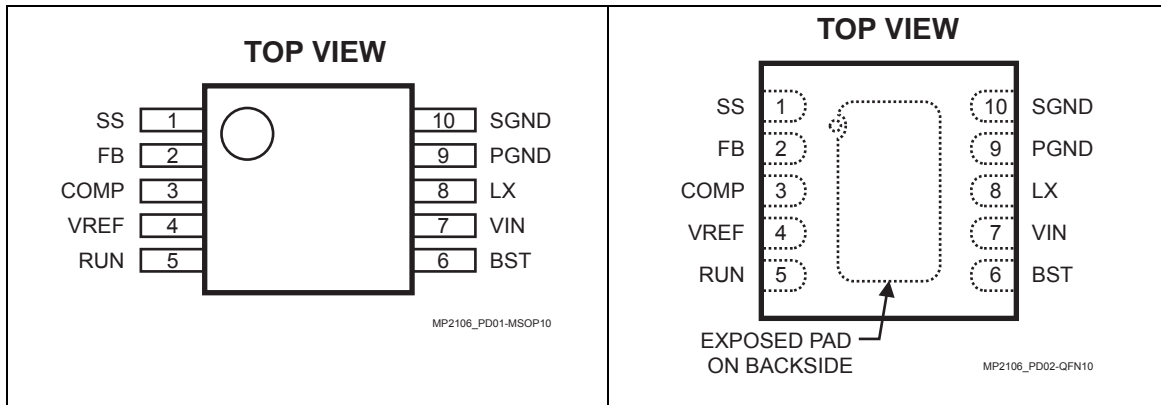 TOP VIEW
SS 1 10 SGND
FB 2 9 PGND
COMP 3 8 LX
VREF 4 7 VIN
RUN 5 6 BST
MP2106_PD01-MSOP10
TOP VIEW
SS 1 10 SGND
FB 2 9 PGND
COMP 3 8 LX
VREF 4 7 VIN
RUN 5 6 BST
EXPOSED PAD
ON BACKSIDE
MP2106_PD02-QFN10